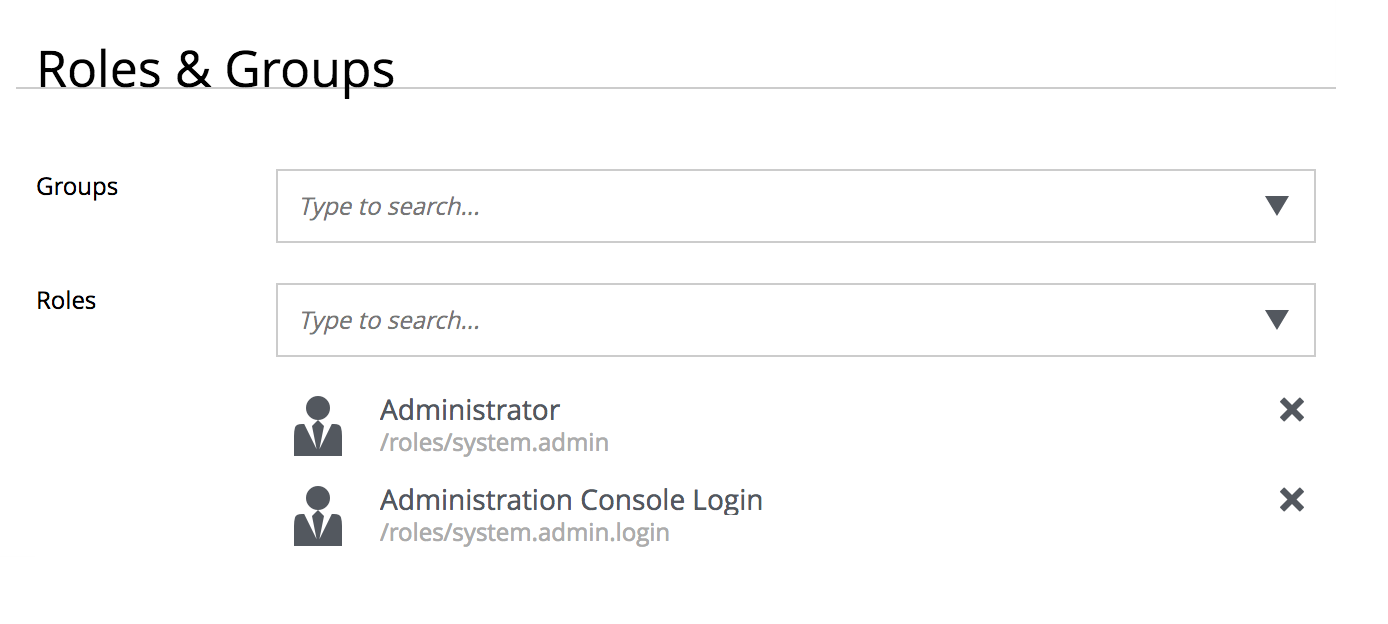 Roles & Groups
Groups
Type to search...
Roles
Type to search...
Administrator
/roles/system.admin
Administration Console Login
/roles/system.admin.login